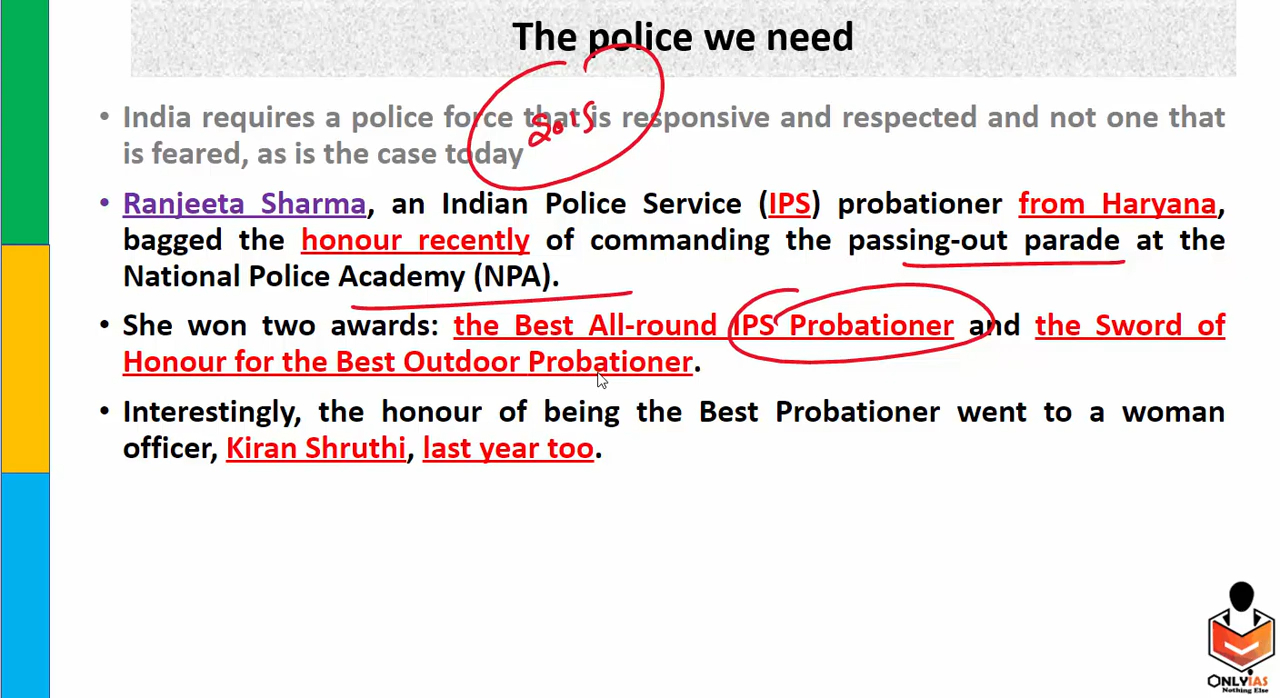 The police we need
• India requires a police force that is responsive and respected and not one that
is feared, as is the case today
• Ranjeeta Sharma, an Indian Police Service (IPS) probationer from Haryana,
bagged the honour recently of commanding the passing-out parade at the
National Police Academy (NPA).
• She won two awards: the Best All-round IPS Probationer and the Sword of
Honour for the Best Outdoor Probationer.
• Interestingly, the honour of being the Best Probationer went to a woman
officer, Kiran Shruthi, last year too.
ONLYIAS
Nothing Else